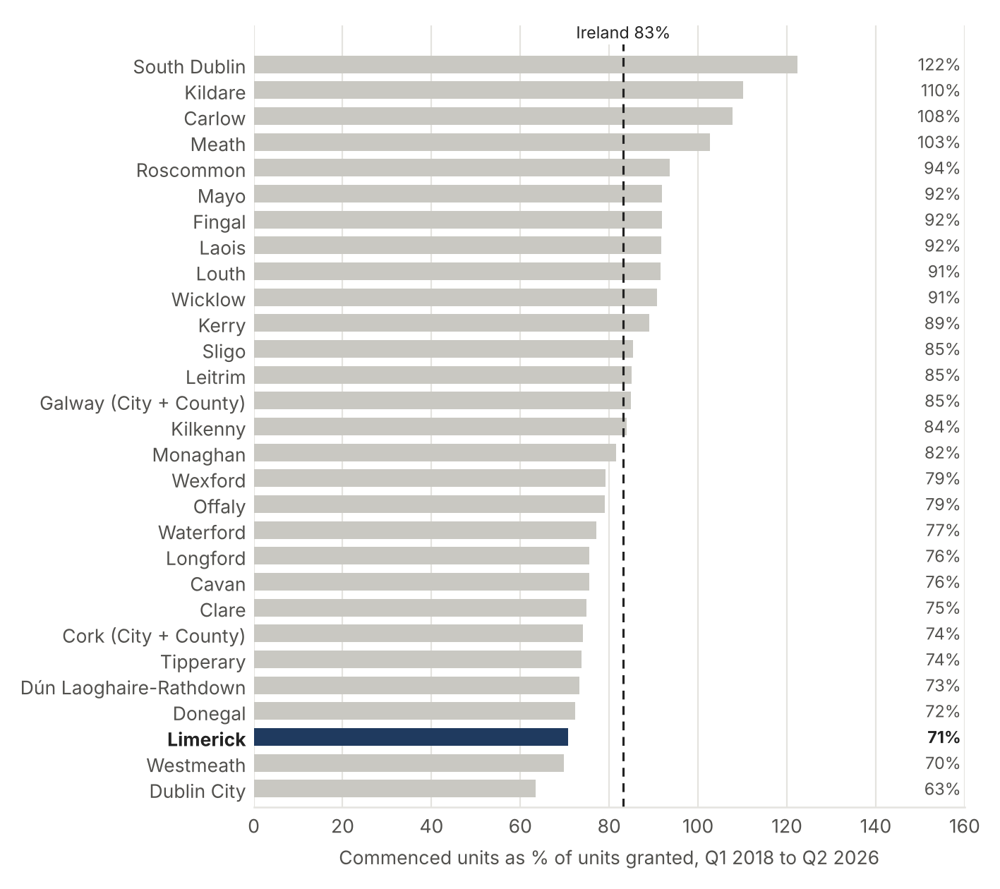 Ireland 83%
South Dublin 122%
Kildare 110%
Carlow 108%
Meath 103%
Roscommon 94%
Mayo 92%
Fingal 92%
Laois 92%
Louth 91%
Wicklow 91%
Kerry 89%
Sligo 85%
Leitrim 85%
Galway (City + County) 85%
Kilkenny 84%
Monaghan 82%
Wexford 79%
Offaly 79%
Waterford 77%
Longford 76%
Cavan 76%
Clare 75%
Cork (City + County) 74%
Tipperary 74%
Dún Laoghaire-Rathdown 73%
Donegal 72%
Limerick 71%
Westmeath 70%
Dublin City 63%
0 20 40 60 80 100 120 140 160
Commenced units as % of units granted, Q1 2018 to Q2 2026